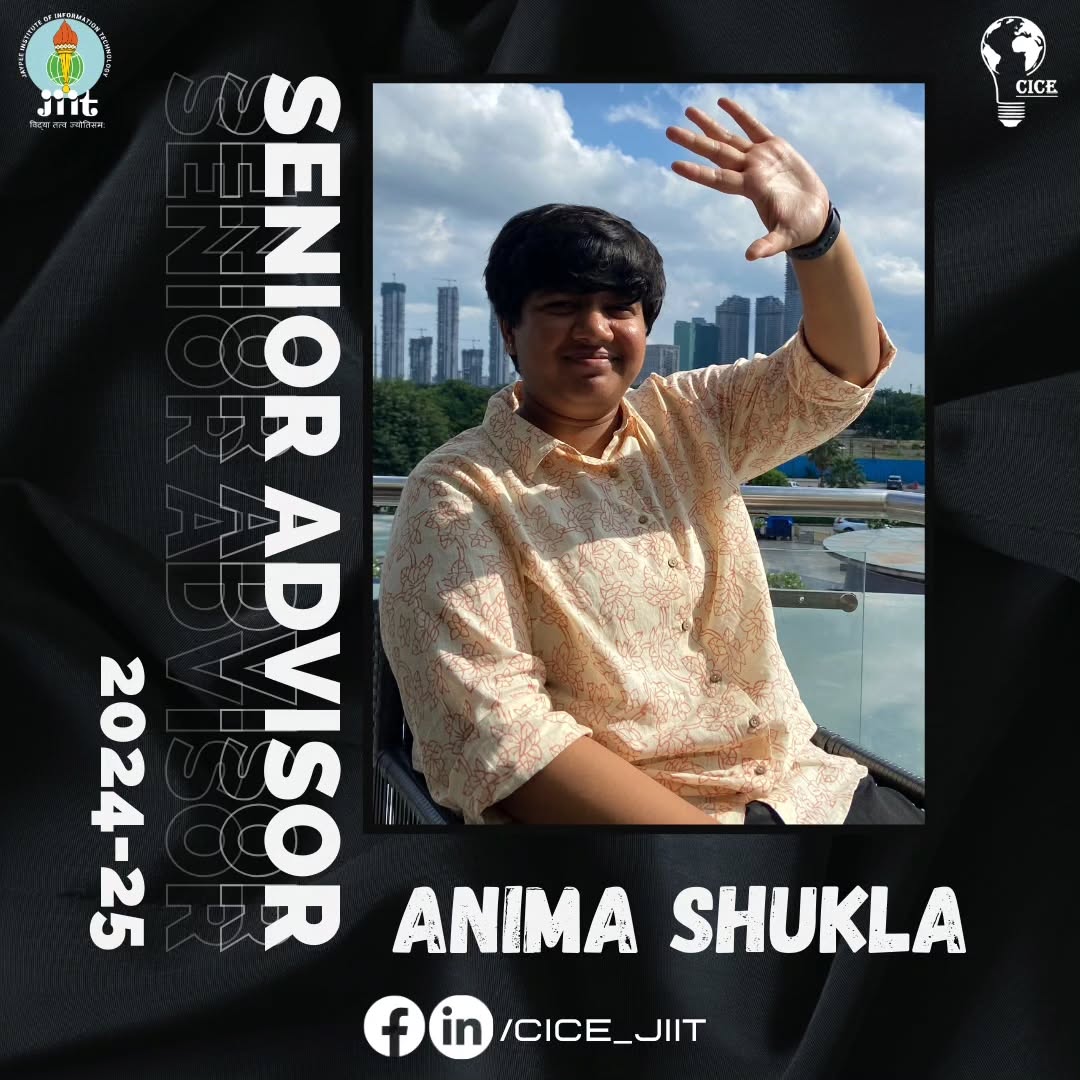 JAYPEE INSTITUTE OF INFORMATION TECHNOLOGY
jiit
विद्या तत्व ज्योतिसमः
CICE
SENIOR ADVISOR
SENIOR ADVISOR
SENIOR ADVISOR
2024-25
ANIMA SHUKLA
f in /CICE_JIIT